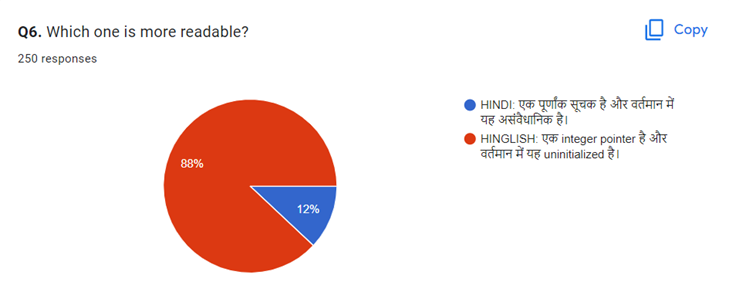 Q6. Which one is more readable?
Copy
250 responses
HINDI: एक पूर्णांक सूचक है और वर्तमान में
यह असंवैधानिक है।
HINGLISH: एक integer pointer है और
वर्तमान में यह uninitialized है।
88%
12%